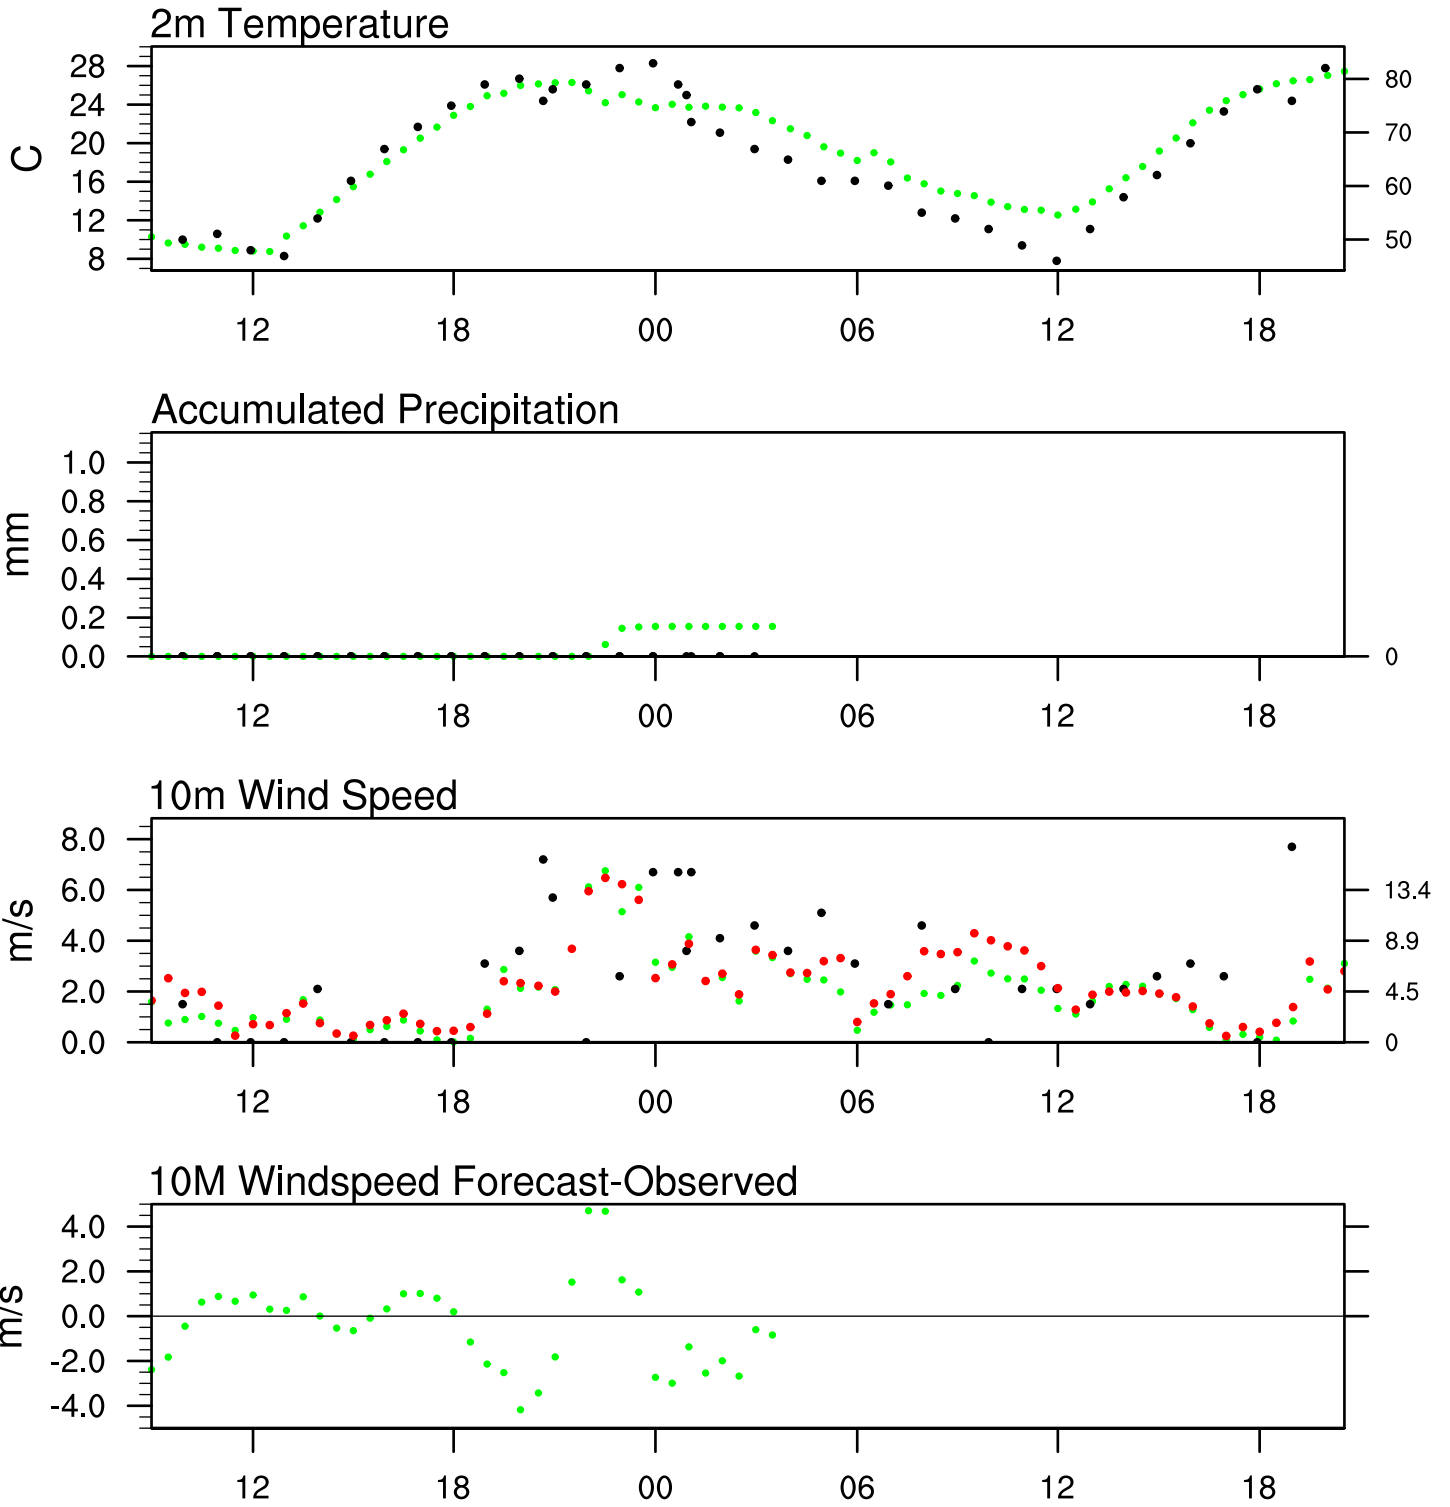 2m Temperature
C
28
24
20
16
12
8
80
70
60
50
12 18 00 06 12 18
Accumulated Precipitation
mm
1.0
0.8
0.6
0.4
0.2
0.0
0
12 18 00 06 12 18
10m Wind Speed
m/s
8.0
6.0
4.0
2.0
0.0
13.4
8.9
4.5
0
12 18 00 06 12 18
10M Windspeed Forecast-Observed
m/s
4.0
2.0
0.0
-2.0
-4.0
12 18 00 06 12 18